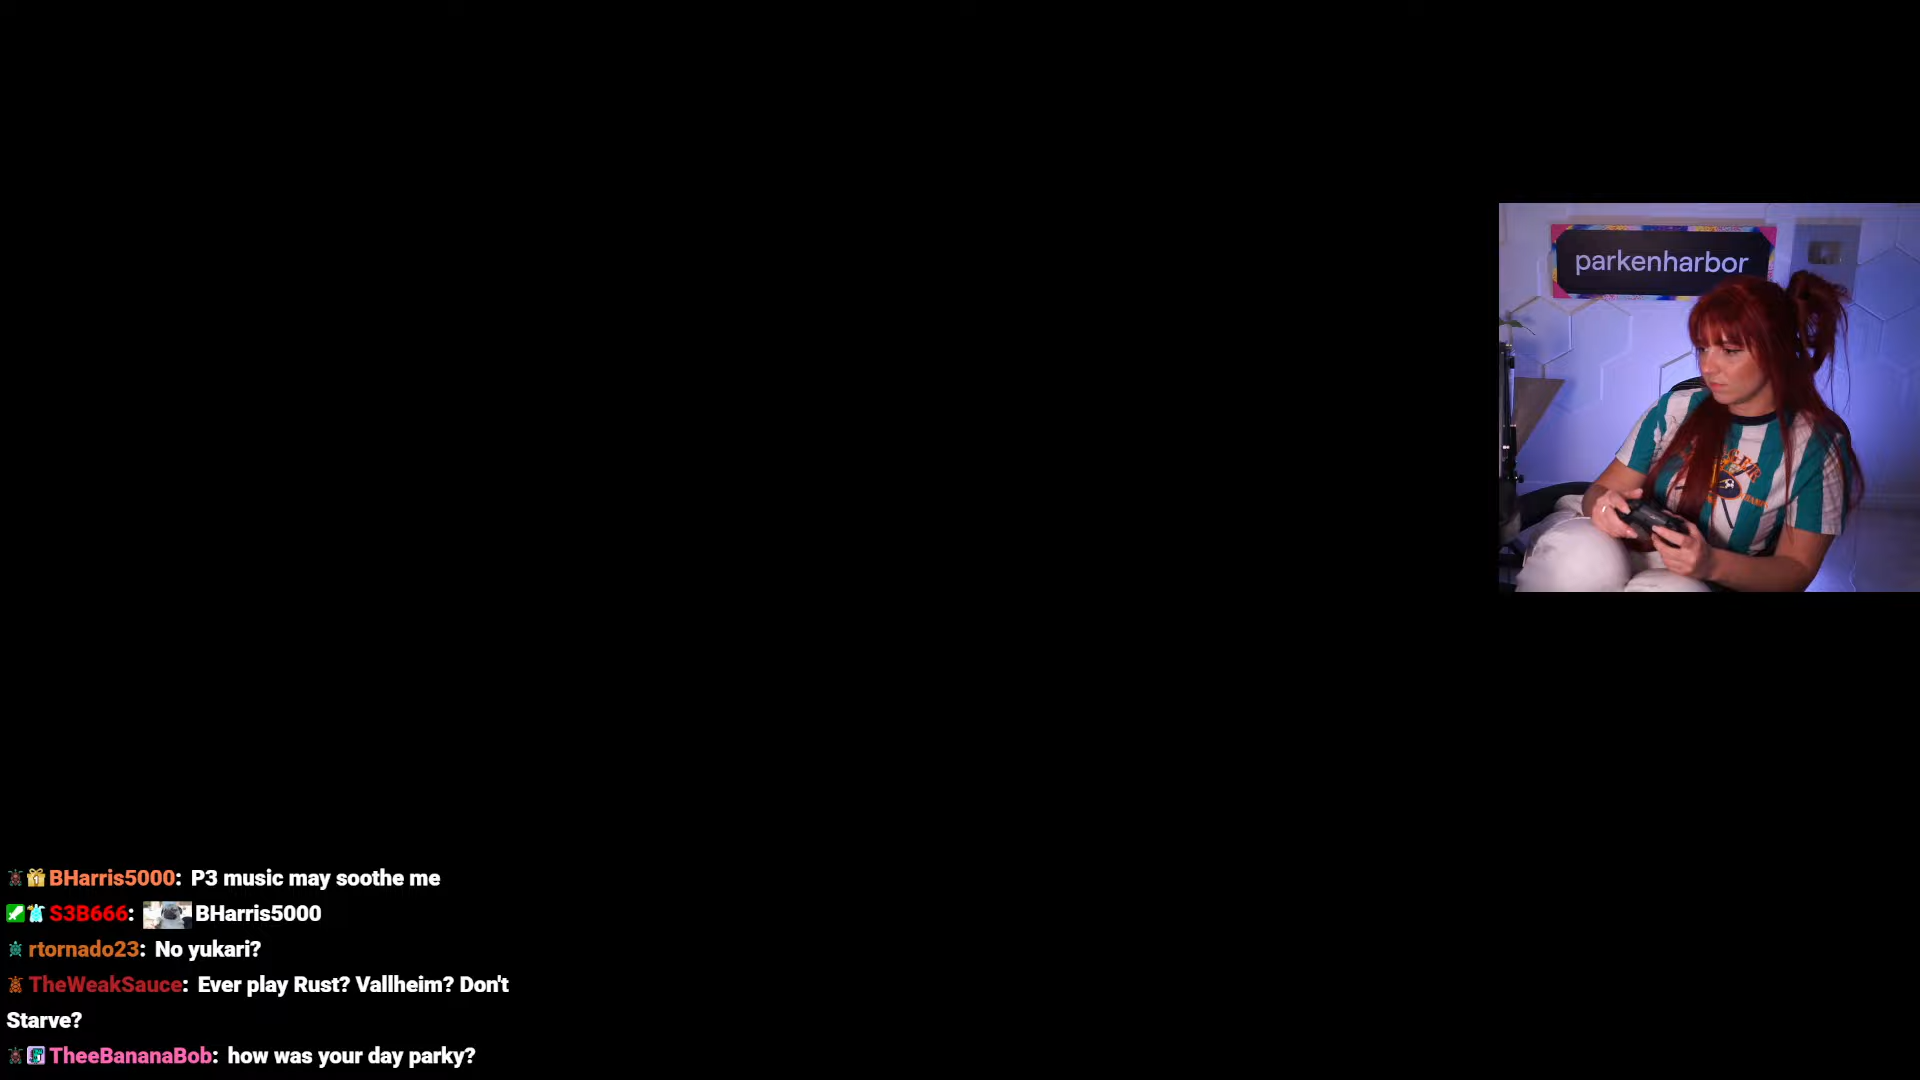 parkenharbor
BHarris5000: P3 music may soothe me
S3B666: BHarris5000
rtornado23: No yukari?
TheWeakSauce: Ever play Rust? Vallheim? Don't
Starve?
TheeBananaBob: how was your day parky?